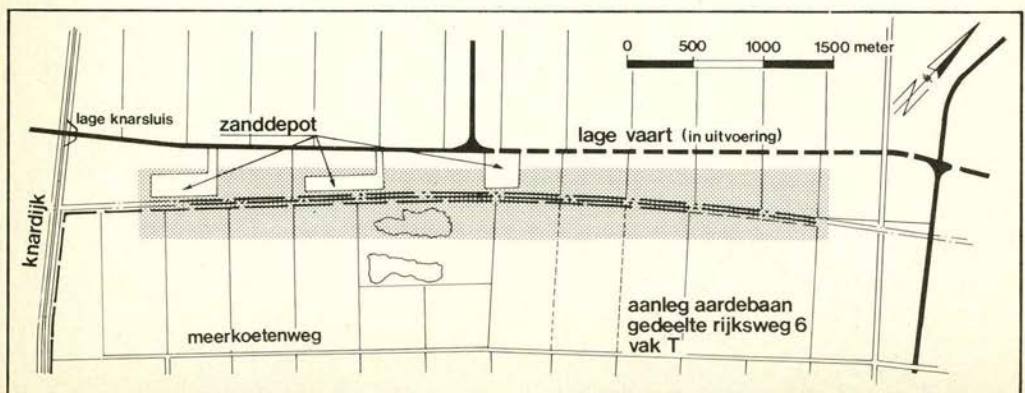 0 500 1000 1500 meter
N
lage knarsluis
zanddepot
lage vaart (in uitvoering)
knardijk
meerkoetenweg
aanleg aardebaan
gedeelte rijksweg 6
vak T